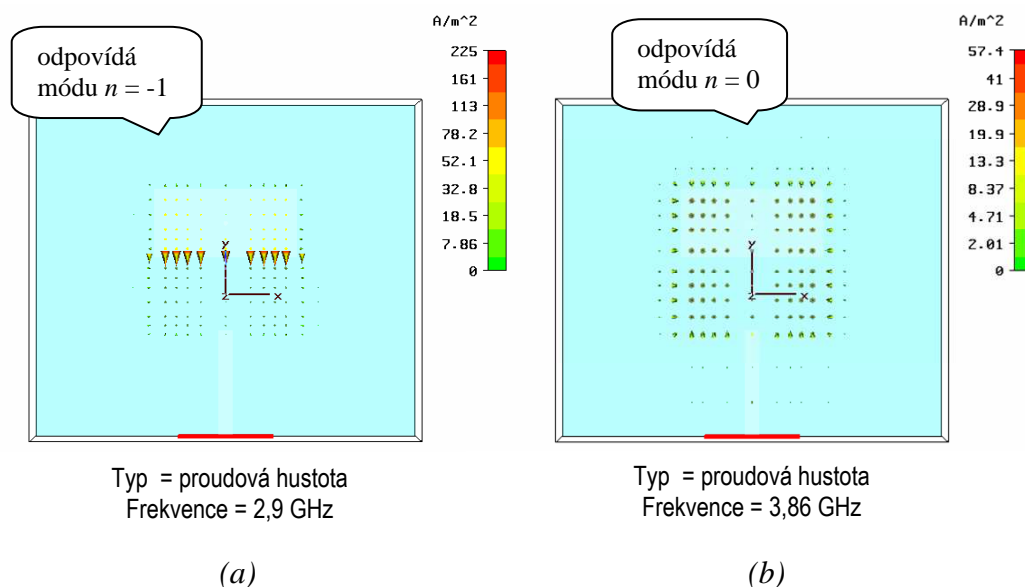 A/m^2
odpovídá
módu n = -1
225
161
113
78.2
52.1
32.8
18.5
7.86
0
Y
Z
x
Typ = proudová hustota
Frekvence = 2,9 GHz
(a)
A/m^2
odpovídá
módu n = 0
57.4
41
28.9
19.9
13.3
8.37
4.71
2.01
0
Y
Z
x
Typ = proudová hustota
Frekvence = 3,86 GHz
(b)